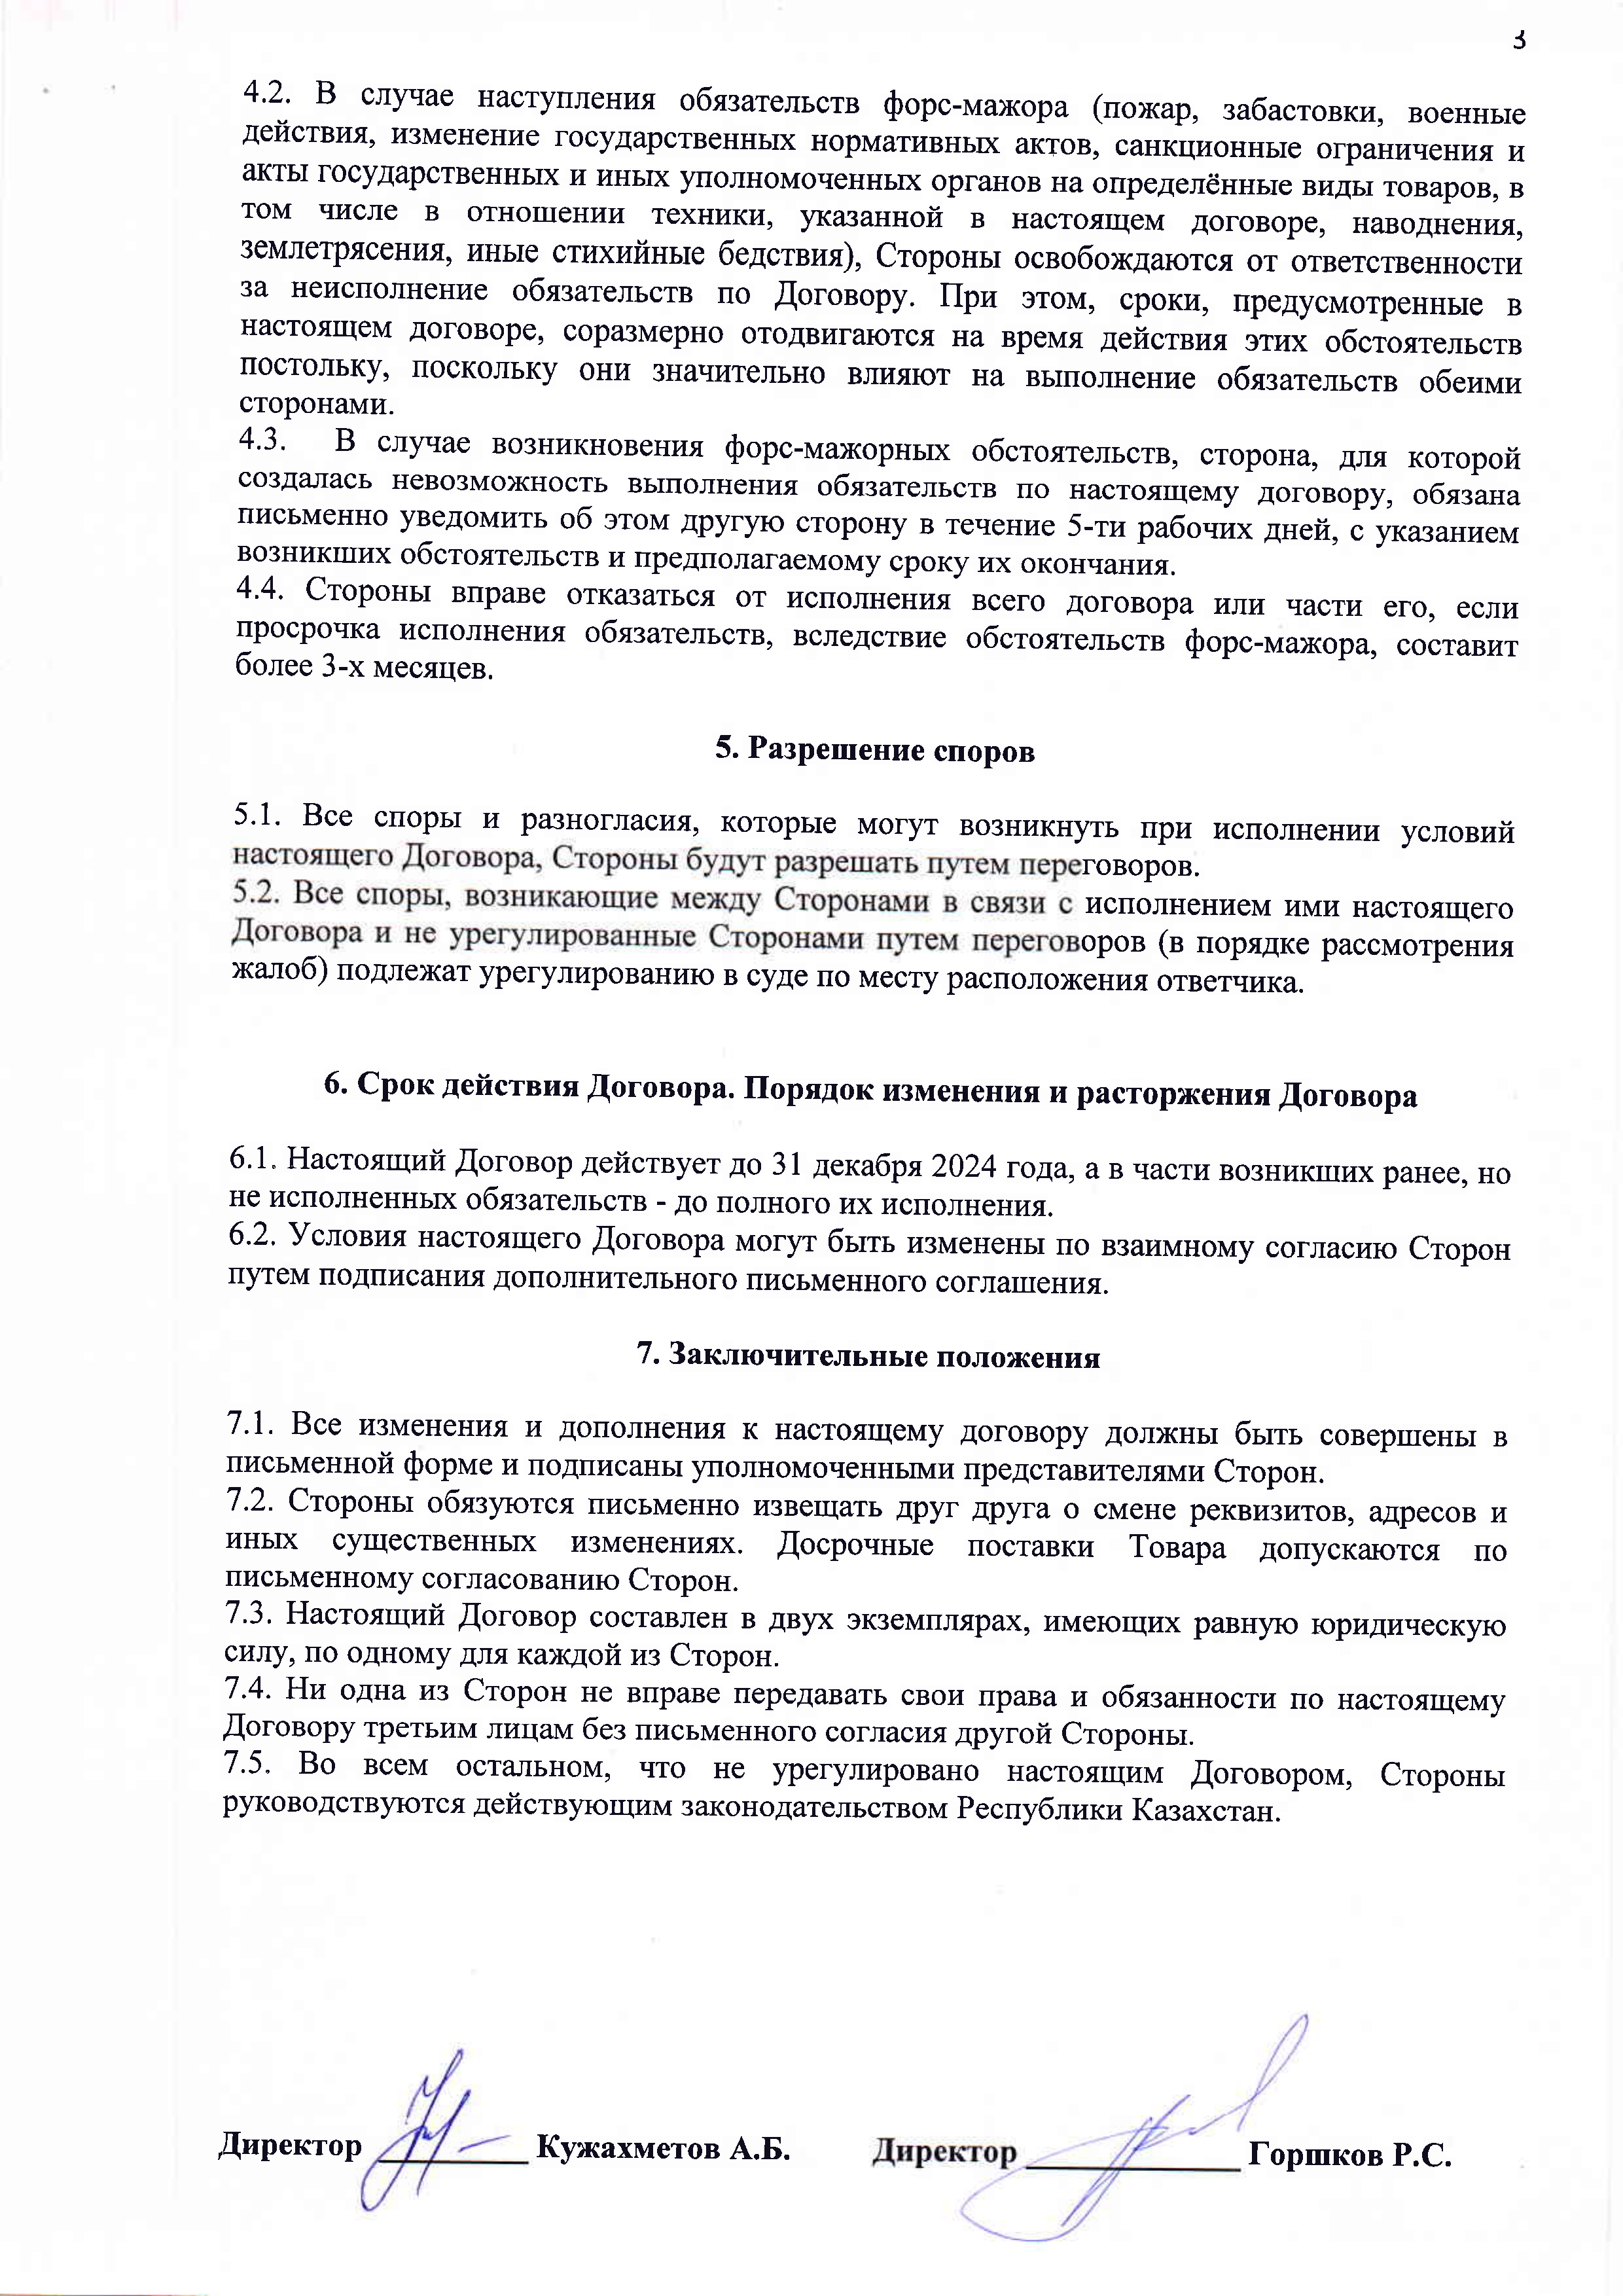 3
4.2. В случае наступления обязательств форс-мажора (пожар, забастовки, военные
действия, изменение государственных нормативных актов, санкционные ограничения и
акты государственных и иных уполномоченных органов на определённые виды товаров, в
том числе в отношении техники, указанной в настоящем договоре, наводнения,
землетрясения, иные стихийные бедствия), Стороны освобождаются от ответственности
за неисполнение обязательств по Договору. При этом, сроки, предусмотренные в
настоящем договоре, соразмерно отодвигаются на время действия этих обстоятельств
постольку, поскольку они значительно влияют на выполнение обязательств обеими
сторонами.
4.3. В случае возникновения форс-мажорных обстоятельств, сторона, для которой
создалась невозможность выполнения обязательств по настоящему договору, обязана
письменно уведомить об этом другую сторону в течение 5-ти рабочих дней, с указанием
возникших обстоятельств и предполагаемому сроку их окончания.
4.4. Стороны вправе отказаться от исполнения всего договора или части его, если
просрочка исполнения обязательств, вследствие обстоятельств форс-мажора, составит
более 3-х месяцев.
5. Разрешение споров
5.1. Все споры и разногласия, которые могут возникнуть при исполнении условий
настоящего Договора, Стороны будут разрешать путем переговоров.
5.2. Все споры, возникающие между Сторонами в связи с исполнением ими настоящего
Договора и не урегулированные Сторонами путем переговоров (в порядке рассмотрения
жалоб) подлежат урегулированию в суде по месту расположения ответчика.
6. Срок действия Договора. Порядок изменения и расторжения Договора
6.1. Настоящий Договор действует до 31 декабря 2024 года, а в части возникших ранее, но
не исполненных обязательств - до полного их исполнения.
6.2. Условия настоящего Договора могут быть изменены по взаимному согласию Сторон
путем подписания дополнительного письменного соглашения.
7. Заключительные положения
7.1. Все изменения и дополнения к настоящему договору должны быть совершены в
письменной форме и подписаны уполномоченными представителями Сторон.
7.2. Стороны обязуются письменно извещать друг друга о смене реквизитов, адресов и
иных существенных изменениях. Досрочные поставки Товара допускаются по
письменному согласованию Сторон.
7.3. Настоящий Договор составлен в двух экземплярах, имеющих равную юридическую
силу, по одному для каждой из Сторон.
7.4. Ни одна из Сторон не вправе передавать свои права и обязанности по настоящему
Договору третьим лицам без письменного согласия другой Стороны.
7.5. Во всем остальном, что не урегулировано настоящим Договором, Стороны
руководствуются действующим законодательством Республики Казахстан.
Директор __________ Кужахметов А.Б. Директор ______________ Горшков Р.С.